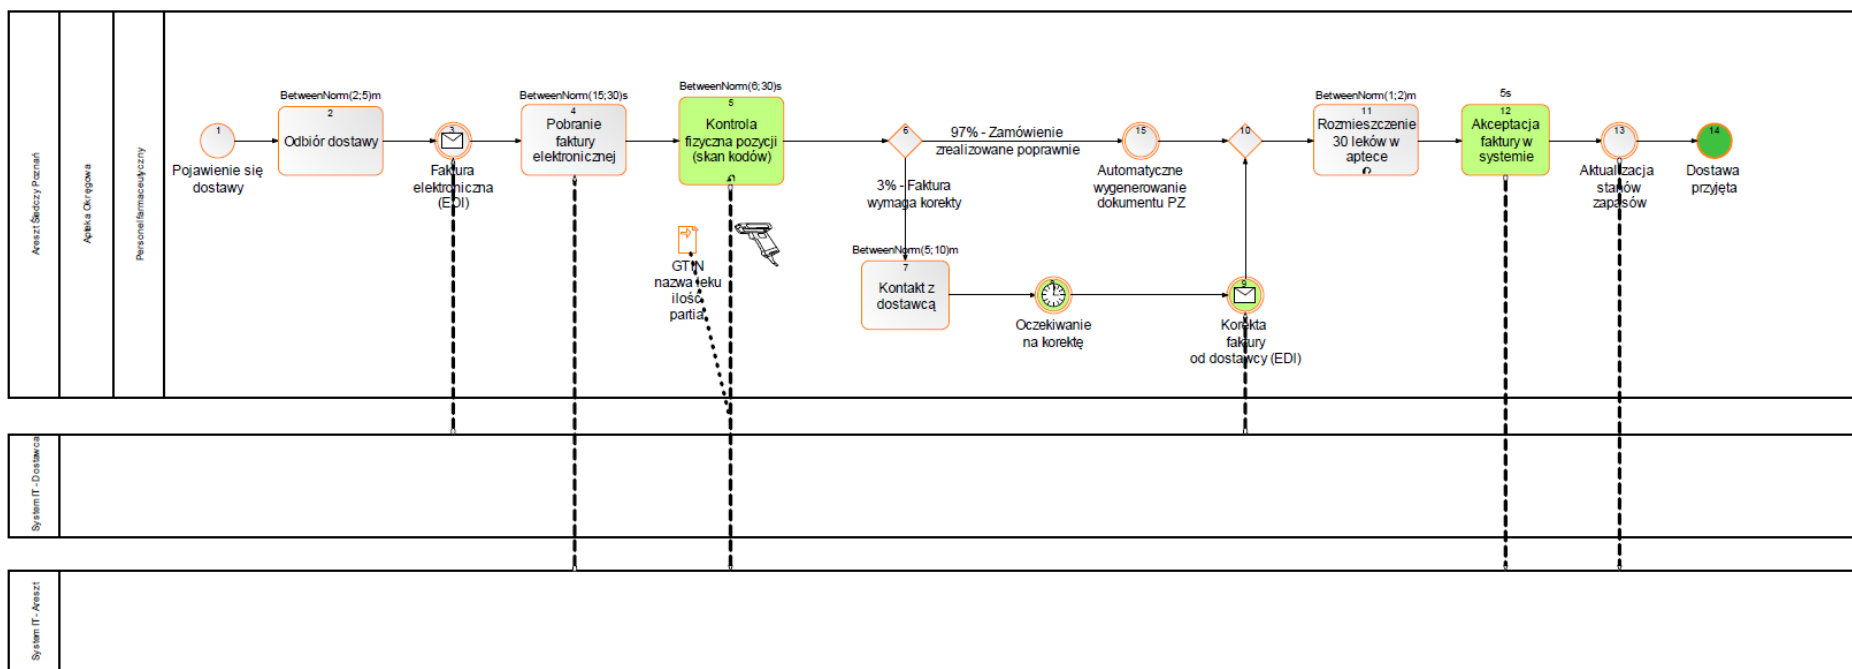 Areszt Śledczy Poznań
Apteka Okręgowa
Personel farmaceutyczny
1
Pojawienie się
dostawy
BetweenNorm(2;5)m
2
Odbiór dostawy
3
Faktura
elektroniczna
(EDI)
BetweenNorm(15;30)s
4
Pobranie
faktury
elektronicznej
BetweenNorm(6;30)s
5
Kontrola
fizyczna pozycji
(skan kodów)
GTIN
nazwa leku
ilość
partia
6
97% - Zamówienie
zrealizowane poprawnie
3% - Faktura
wymaga korekty
BetweenNorm(5;10)m
7
Kontakt z
dostawcą
Oczekiwanie
na korektę
9
Korekta
faktury
od dostawcy (EDI)
15
Automatyczne
wygenerowanie
dokumentu PZ
10
BetweenNorm(1;2)m
11
Rozmieszczenie
30 leków w
aptece
5s
12
Akceptacja
faktury w
systemie
13
Aktualizacja
stanów
zapasów
14
Dostawa
przyjęta
System IT - Dostawca
System IT - Areszt